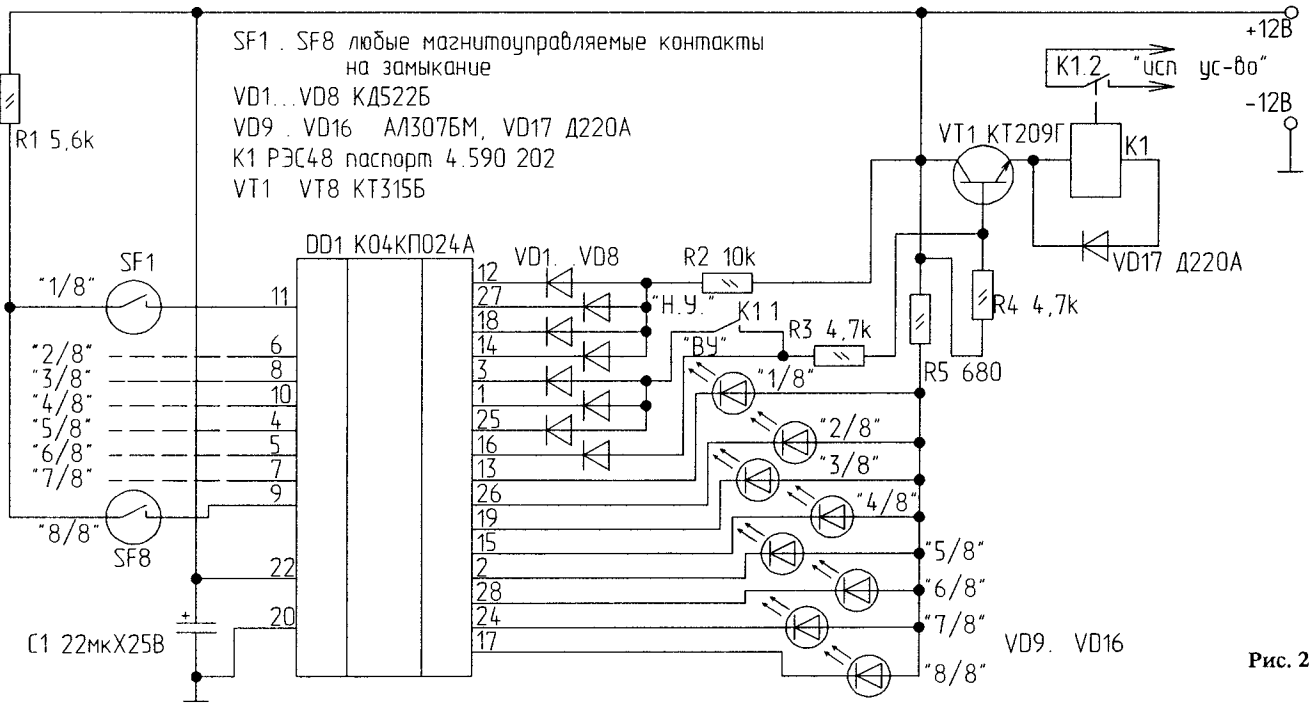 +12В
SF1 . SF8 любые магнитоуправляемые контакты
на замыкание
VD1...VD8 КД522Б
VD9 . VD16 АЛ307БМ, VD17 Д220А
К1 РЭС48 паспорт 4.590 202
VT1 VT8 КТ315Б
R1 5,6k
К1.2 "исп ус-во"
-12В
VT1 КТ209Г
К1
VD17 Д220А
DD1 К04КП024А
VD1. . VD8
R2 10k
"Н.У."
К1 1
"ВУ"
R3 4,7k
R4 4,7k
R5 680
SF1
"1/8"
"2/8"
"3/8"
"4/8"
"5/8"
"6/8"
"7/8"
"8/8"
SF8
C1 22мкХ25В
+
11
6
8
10
4
5
7
9
22
20
12
27
18
14
3
1
25
16
13
26
19
15
2
28
24
17
"1/8"
"2/8"
"3/8"
"4/8"
"5/8"
"6/8"
"7/8"
"8/8"
VD9. VD16
Рис. 2